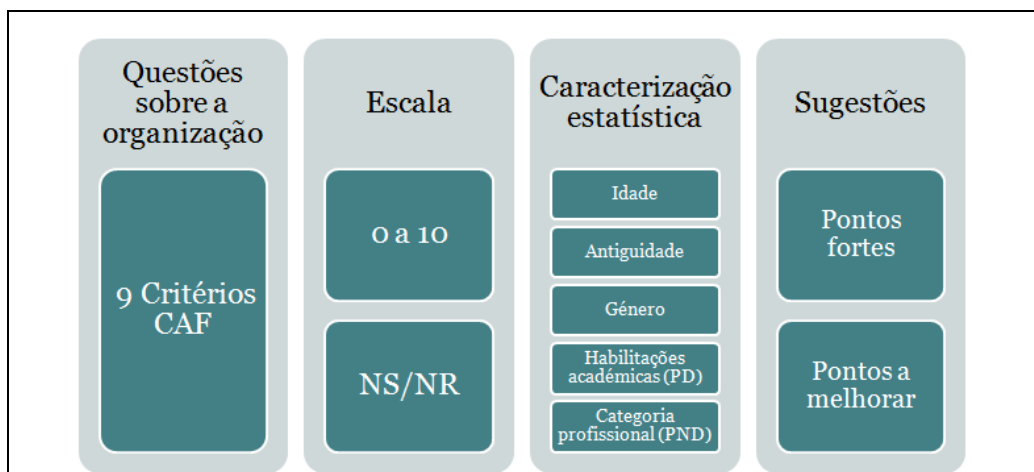 Questões
sobre a
organização
9 Critérios
CAF
Escala
0 a 10
NS/NR
Caracterização
estatística
Idade
Antiguidade
Género
Habilitações
académicas (PD)
Categoria
profissional (PND)
Sugestões
Pontos
fortes
Pontos a
melhorar